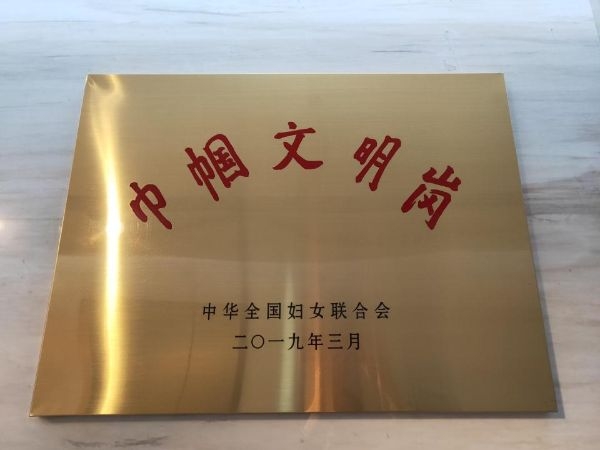 巾帼文明岗
中华全国妇女联合会
二〇一九年三月